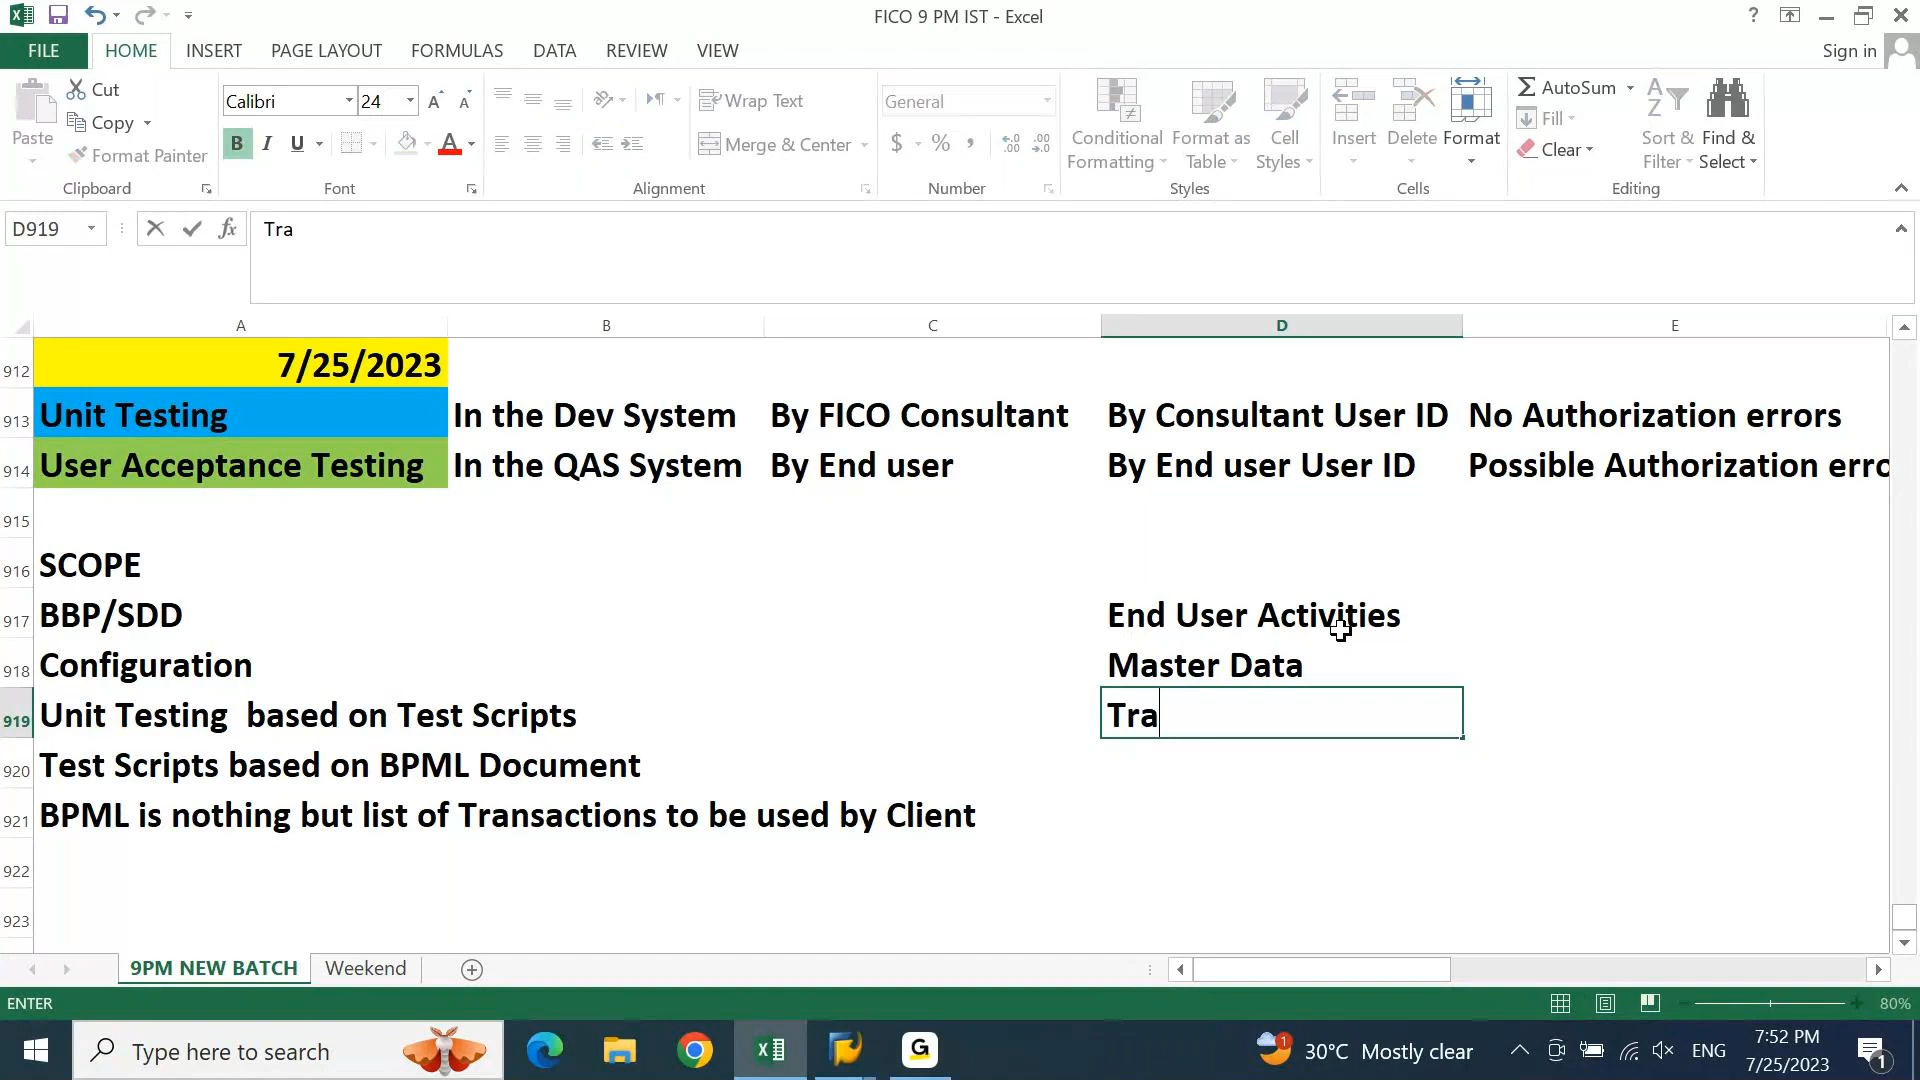 FICO 9 PM IST - Excel
?
FILE HOME INSERT PAGE LAYOUT FORMULAS DATA REVIEW VIEW Sign in
Paste
Cut
Copy
Format Painter
Clipboard
Calibri 24 A A
B I U A
Font
Wrap Text
Merge & Center
Alignment
General
$ % , .00 .00
Number
Conditional Formatting
Format as Table
Cell Styles
Styles
Insert Delete Format
Cells
AutoSum
Fill
Clear
Sort & Filter
Find & Select
Editing
D919 fx Tra
A B C D E
912 7/25/2023
913 Unit Testing In the Dev System By FICO Consultant By Consultant User ID No Authorization errors
914 User Acceptance Testing In the QAS System By End user By End user User ID Possible Authorization erro
915
916 SCOPE
917 BBP/SDD End User Activities
918 Configuration Master Data
919 Unit Testing based on Test Scripts Tra
920 Test Scripts based on BPML Document
921 BPML is nothing but list of Transactions to be used by Client
922
923
9PM NEW BATCH Weekend
ENTER 80%
Type here to search
1 30°C Mostly clear ENG 7:52 PM
7/25/2023 1